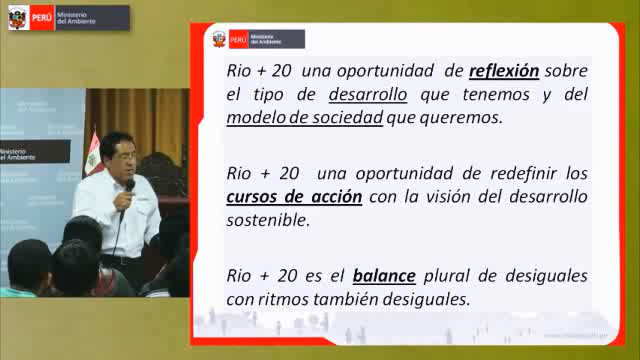 PERÚ
Ministerio
del Ambiente
PERÚ
Ministerio
del Ambiente
Rio + 20 una oportunidad de reflexión sobre
el tipo de desarrollo que tenemos y del
modelo de sociedad que queremos.
Rio + 20 una oportunidad de redefinir los
cursos de acción con la visión del desarrollo
sostenible.
Rio + 20 es el balance plural de desiguales
con ritmos también desiguales.